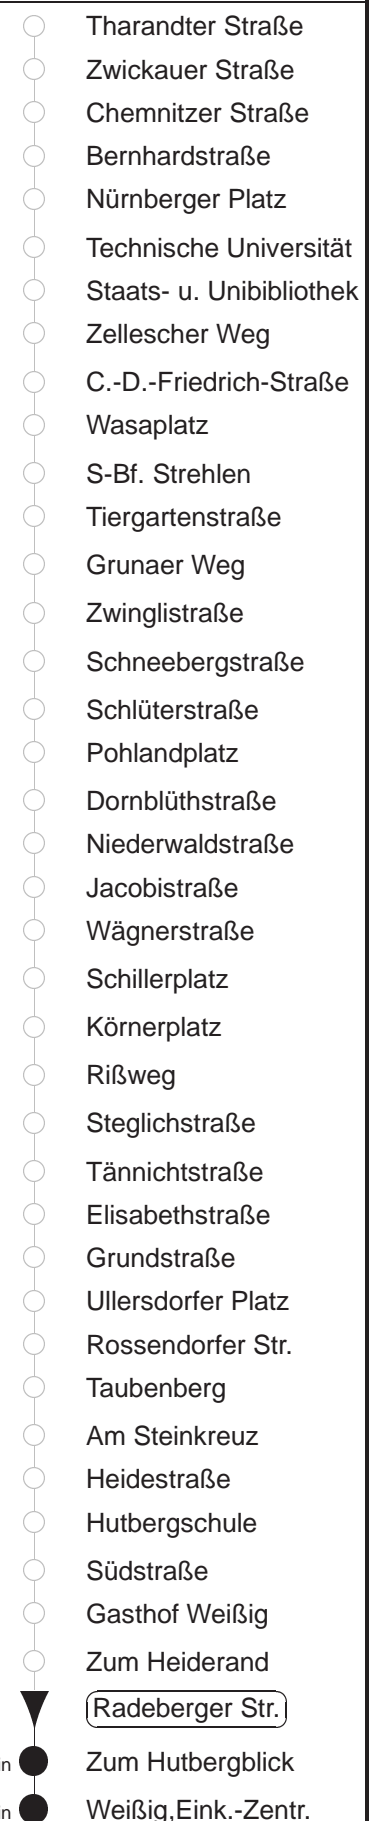 Tharandter Straße
Zwickauer Straße
Chemnitzer Straße
Bernhardstraße
Nürnberger Platz
Technische Universität
Staats- u. Unibibliothek
Zellescher Weg
C.-D.-Friedrich-Straße
Wasaplatz
S-Bf. Strehlen
Tiergartenstraße
Grunaer Weg
Zwinglistraße
Schneebergstraße
Schlüterstraße
Pohlandplatz
Dornblüthstraße
Niederwaldstraße
Jacobistraße
Wägnerstraße
Schillerplatz
Körnerplatz
Rißweg
Steglichstraße
Tännichtstraße
Elisabethstraße
Grundstraße
Ullersdorfer Platz
Rossendorfer Str.
Taubenberg
Am Steinkreuz
Heidestraße
Hutbergschule
Südstraße
Gasthof Weißig
Zum Heiderand
Radeberger Str.
Zum Hutbergblick
Weißig,Eink.-Zentr.